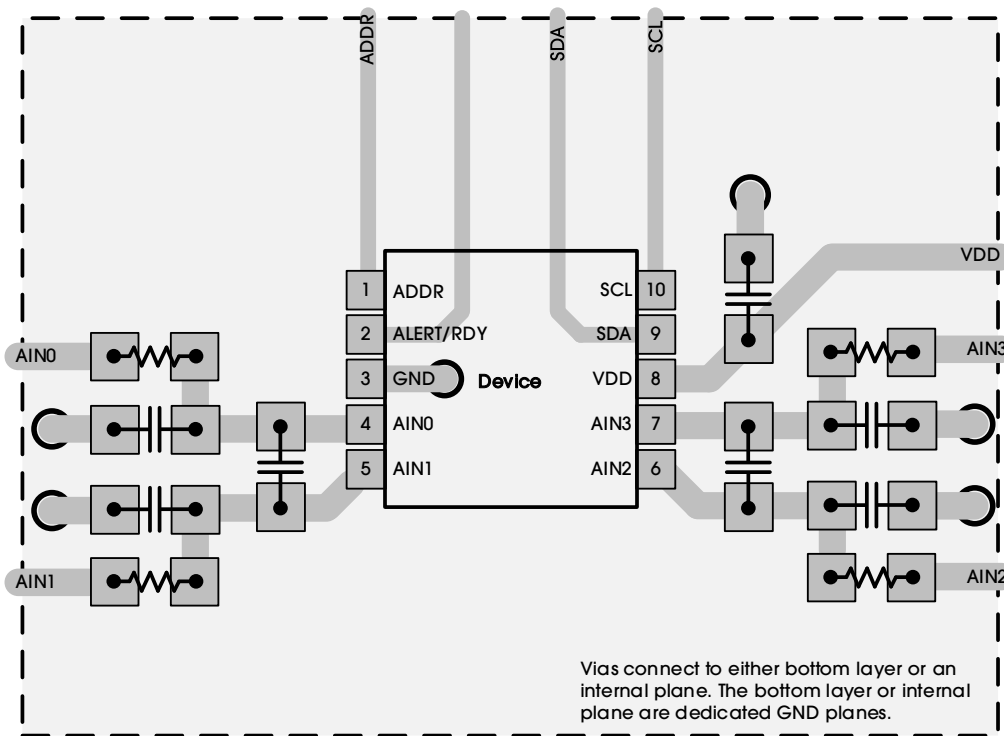 ADDR
SDA
SCL
VDD
1 ADDR
SCL 10
2 ALERT/RDY
SDA 9
3 GND
Device
VDD 8
4 AIN0
AIN3 7
5 AIN1
AIN2 6
AIN0
AIN3
AIN1
AIN2
Vias connect to either bottom layer or an
internal plane. The bottom layer or internal
plane are dedicated GND planes.